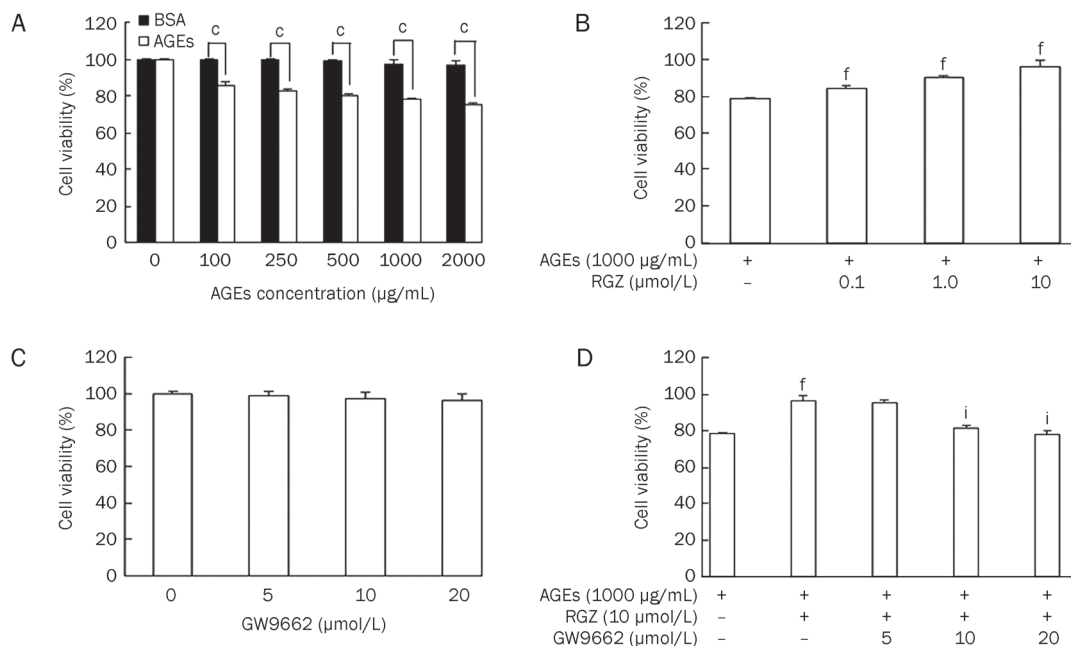 A
BSA
AGEs
120
100
80
60
40
20
0
Cell viability (%)
c c c c c
0 100 250 500 1000 2000
AGEs concentration (µg/mL)
B
120
100
80
60
40
20
0
Cell viability (%)
f f f
AGEs (1000 µg/mL) + + + +
RGZ (µmol/L) – 0.1 1.0 10
C
120
100
80
60
40
20
0
Cell viability (%)
0 5 10 20
GW9662 (µmol/L)
D
120
100
80
60
40
20
0
Cell viability (%)
f i i
AGEs (1000 µg/mL) + + + + +
RGZ (10 µmol/L) – + + + +
GW9662 (µmol/L) – – 5 10 20